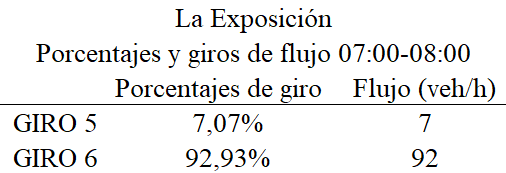 La Exposición
Porcentajes y giros de flujo 07:00-08:00
Porcentajes de giro Flujo (veh/h)
GIRO 5 7,07% 7
GIRO 6 92,93% 92